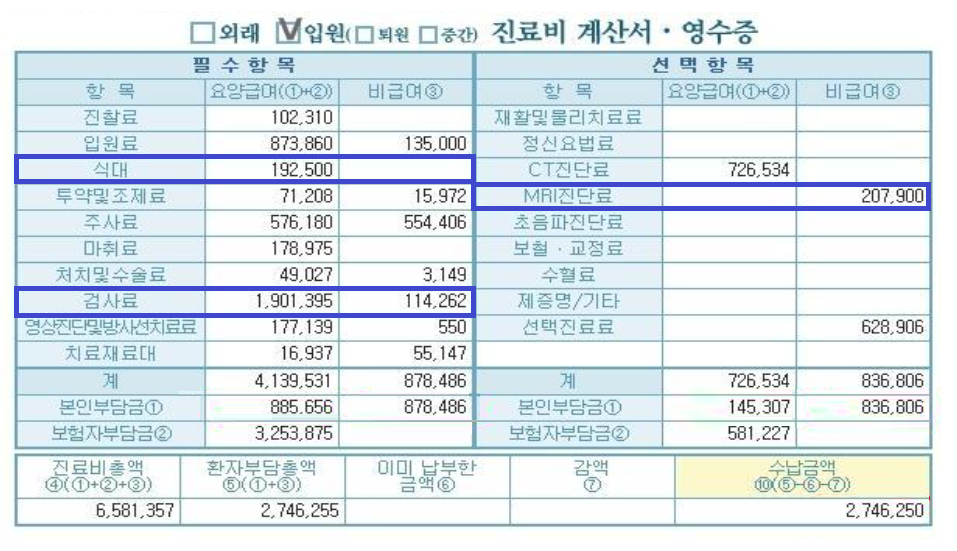 □외래 ☑입원(□퇴원 □중간) 진료비 계산서·영수증
필수항목 선택항목
항 목 요양급여(①+②) 비급여③ 항 목 요양급여(①+②) 비급여③
진찰료 102,310 재활및물리치료료
입원료 873,860 135,000 정신요법료
식대 192,500 CT진단료 726,534
투약및조제료 71,208 15,972 MRI진단료 207,900
주사료 576,180 554,406 초음파진단료
마취료 178,975 보철·교정료
처치및수술료 49,027 3,149 수혈료
검사료 1,901,395 114,262 제증명/기타
영상진단및방사선치료료 177,139 550 선택진료료 628,906
치료재료대 16,937 55,147
계 4,139,531 878,486 계 726,534 836,806
본인부담금① 885.656 878,486 본인부담금① 145,307 836,806
보험자부담금② 3,253,875 보험자부담금② 581,227
진료비총액 환자부담총액 이미 납부한 감액 수납금액
④(①+②+③) ⑤(①+③) 금액⑥ ⑦ ⑩(⑤-⑥-⑦)
6,581,357 2,746,255 2,746,250